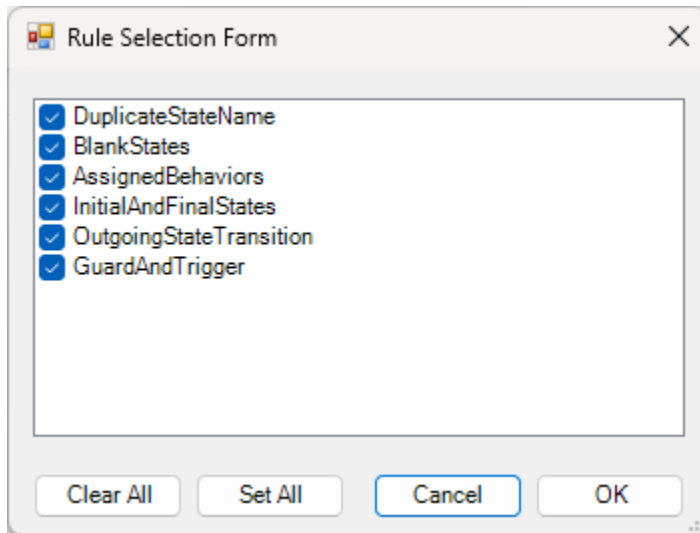 Rule Selection Form
DuplicateStateName
BlankStates
AssignedBehaviors
InitialAndFinalStates
OutgoingStateTransition
GuardAndTrigger
Clear All Set All Cancel OK